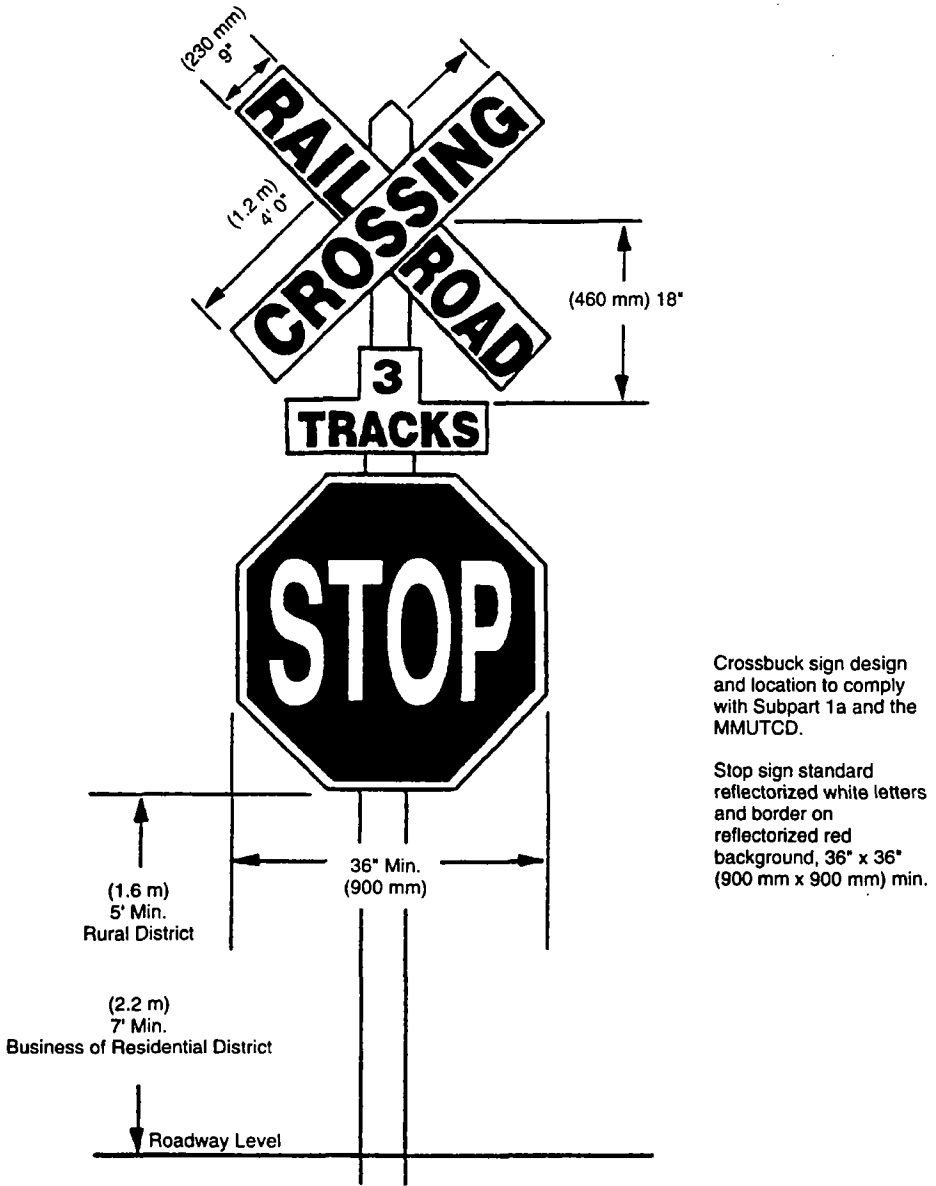 (230 mm)
9"
RAIL
ROAD
CROSSING
(1.2 m)
4' 0"
(460 mm) 18"
3
TRACKS
STOP
Crossbuck sign design
and location to comply
with Subpart 1a and the
MMUTCD.
Stop sign standard
reflectorized white letters
and border on
reflectorized red
background, 36" x 36"
(900 mm x 900 mm) min.
36" Min.
(900 mm)
(1.6 m)
5' Min.
Rural District
(2.2 m)
7' Min.
Business of Residential District
Roadway Level